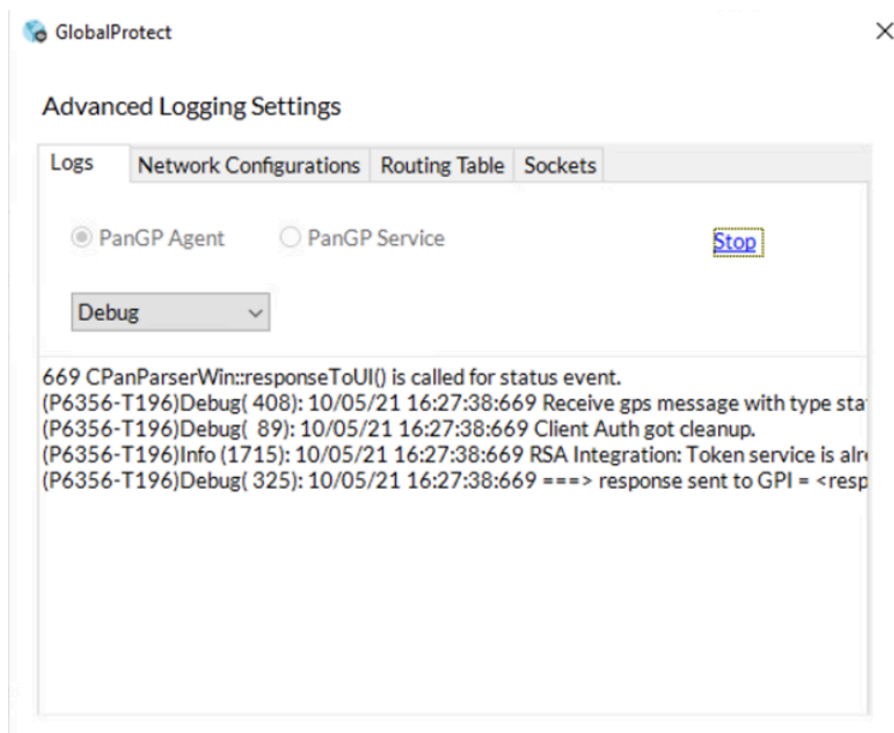 GlobalProtect
Advanced Logging Settings
Logs Network Configurations Routing Table Sockets
PanGP Agent PanGP Service Stop
Debug
669 CPanParserWin::responseToUI() is called for status event.
(P6356-T196)Debug( 408): 10/05/21 16:27:38:669 Receive gps message with type sta
(P6356-T196)Debug(  89): 10/05/21 16:27:38:669 Client Auth got cleanup.
(P6356-T196)Info (1715): 10/05/21 16:27:38:669 RSA Integration: Token service is alre
(P6356-T196)Debug( 325): 10/05/21 16:27:38:669 ===> response sent to GPI = <resp